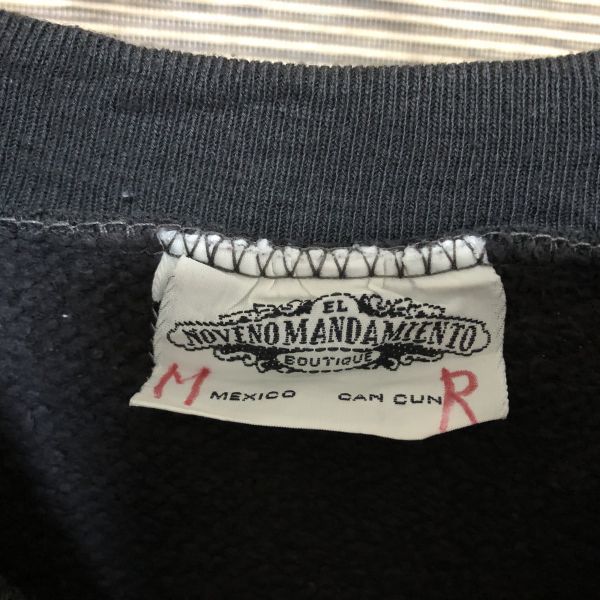 EL
NOVENO MANDAMIENTO
BOUTIQUE
M MEXICO CAN CUN R